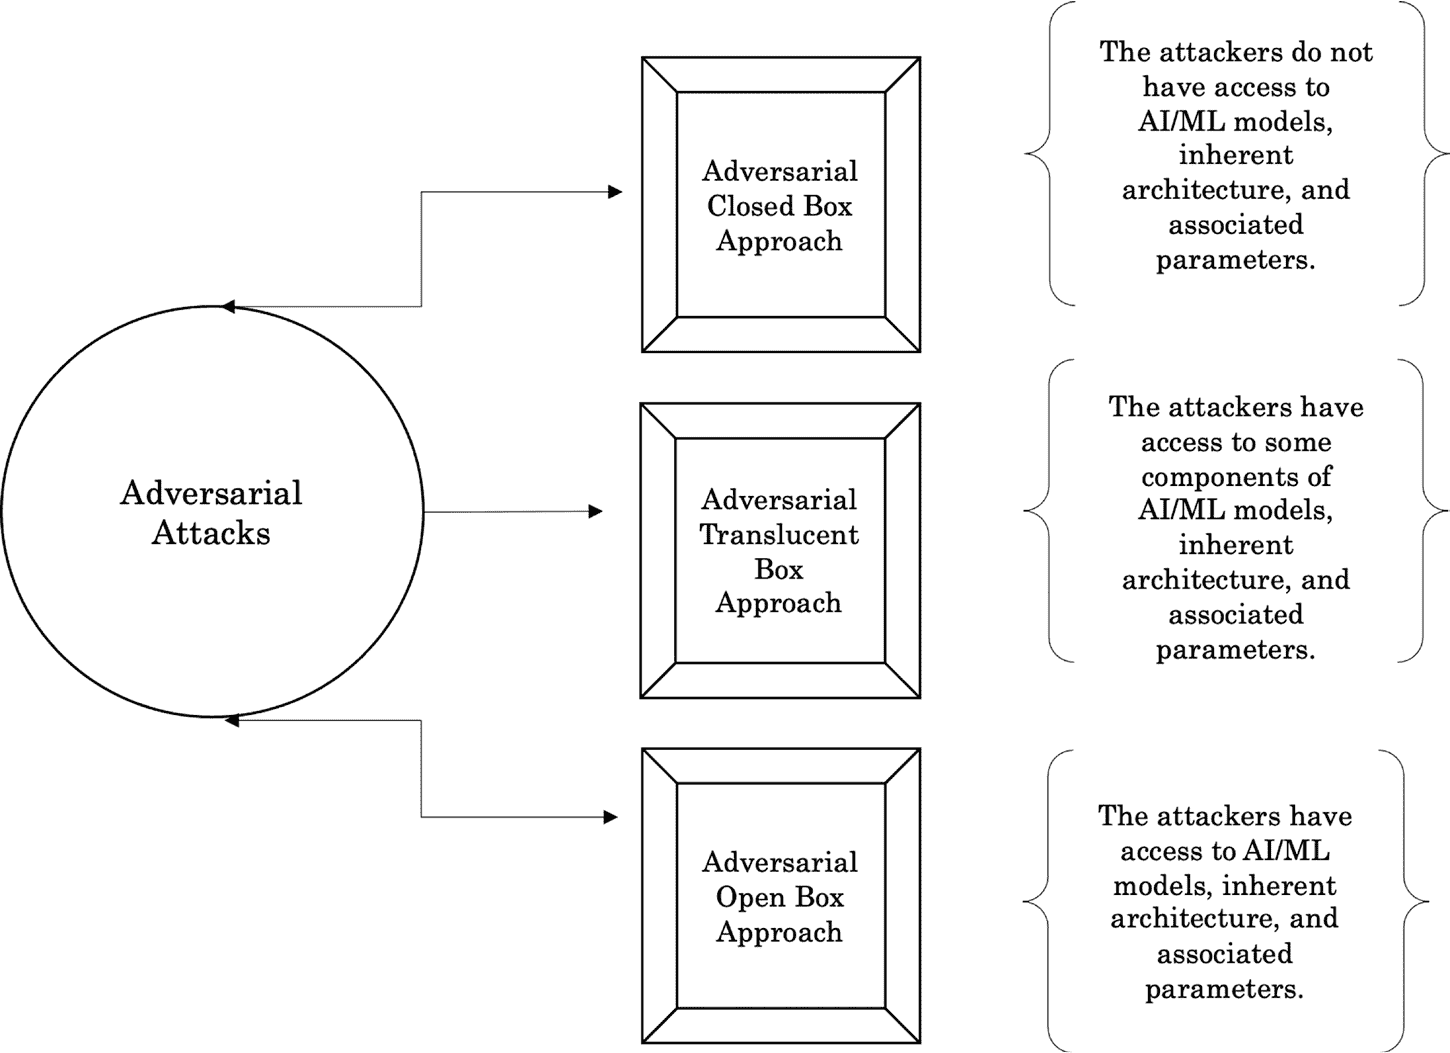 Adversarial
Attacks
Adversarial
Closed Box
Approach
The attackers do not
have access to
AI/ML models,
inherent
architecture, and
associated
parameters.
Adversarial
Translucent
Box
Approach
The attackers have
access to some
components of
AI/ML models,
inherent
architecture, and
associated
parameters.
Adversarial
Open Box
Approach
The attackers have
access to AI/ML
models, inherent
architecture, and
associated
parameters.